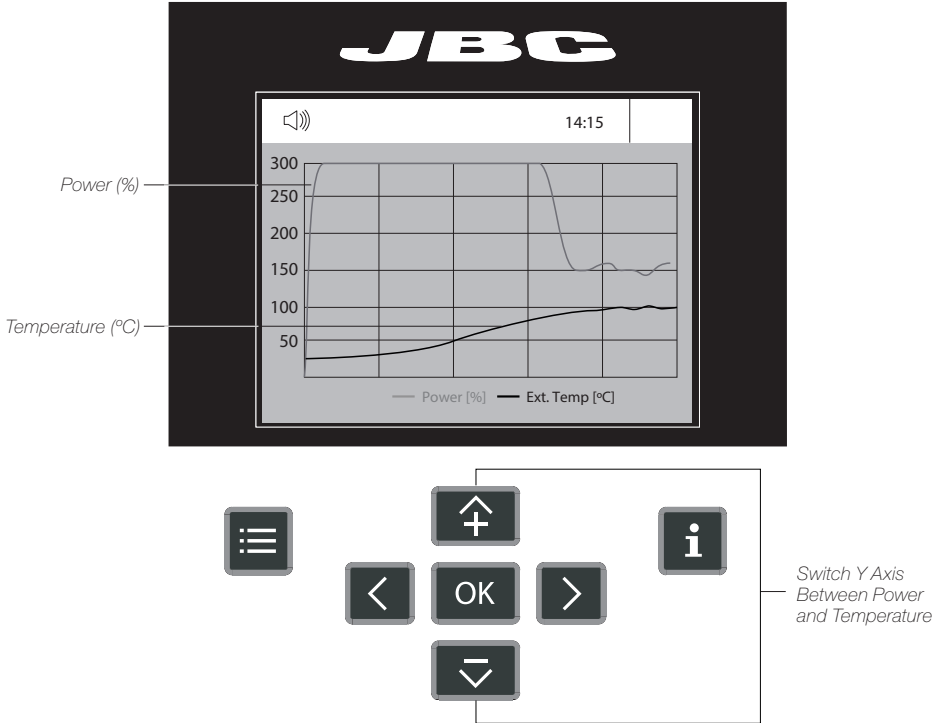 JBC
14:15
Power (%)
300
250
200
150
100
50
Temperature (ºC)
Power [%] Ext. Temp [ºC]
i
OK
Switch Y Axis
Between Power
and Temperature